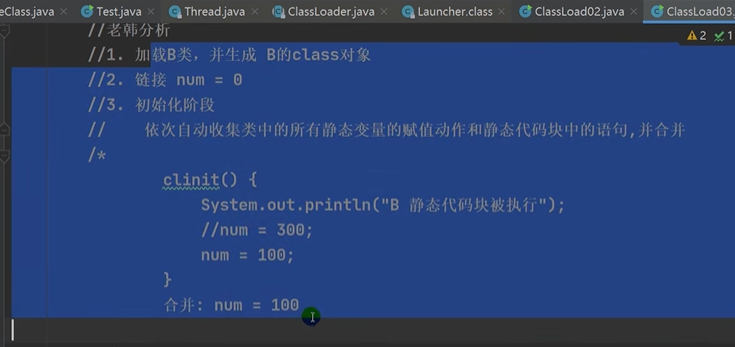 eClass.java × Test.java × Thread.java × ClassLoader.java × Launcher.class × ClassLoad02.java × ClassLoad03.
2 1
//老韩分析
//1. 加载B类，并生成 B的class对象
//2. 链接 num = 0
//3. 初始化阶段
// 依次自动收集类中的所有静态变量的赋值动作和静态代码块中的语句,并合并
/*
clinit() {
System.out.println("B 静态代码块被执行");
//num = 300;
num = 100;
}
合并: num = 100